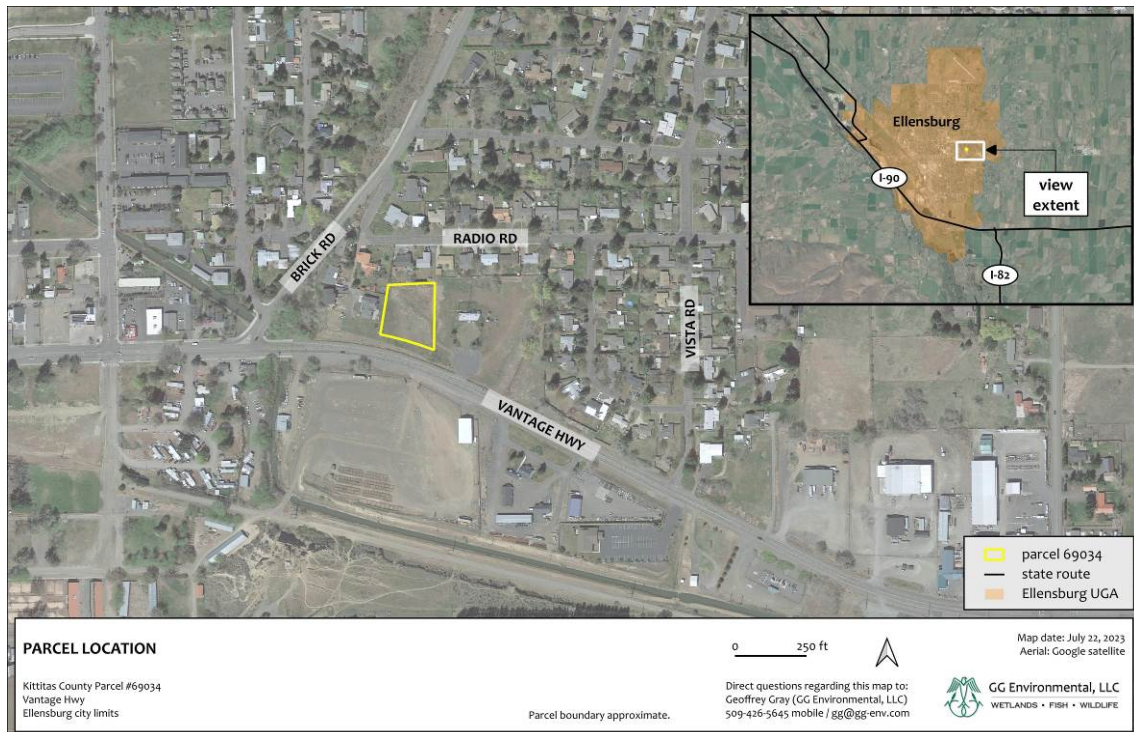 Ellensburg
I-90
view
extent
I-82
BRICK RD
RADIO RD
VISTA RD
VANTAGE HWY
parcel 69034
state route
Ellensburg UGA
PARCEL LOCATION
Kittitas County Parcel #69034
Vantage Hwy
Ellensburg city limits
Parcel boundary approximate.
0 250 ft
Direct questions regarding this map to:
Geoffrey Gray (GG Environmental, LLC)
509-426-5645 mobile / gg@gg-env.com
Map date: July 22, 2023
Aerial: Google satellite
GG Environmental, LLC
WETLANDS • FISH • WILDLIFE